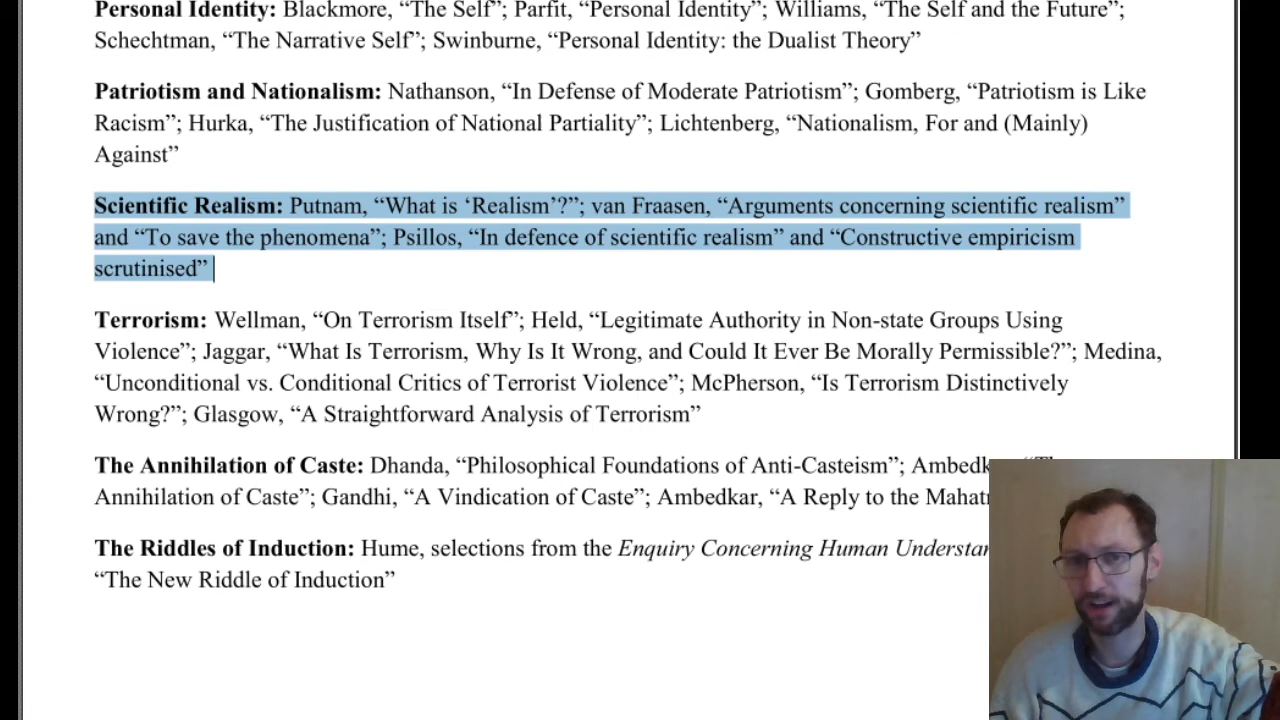 Personal Identity: Blackmore, “The Self”; Parfit, “Personal Identity”; Williams, “The Self and the Future”;
Schechtman, “The Narrative Self”; Swinburne, “Personal Identity: the Dualist Theory”
Patriotism and Nationalism: Nathanson, “In Defense of Moderate Patriotism”; Gomberg, “Patriotism is Like
Racism”; Hurka, “The Justification of National Partiality”; Lichtenberg, “Nationalism, For and (Mainly)
Against”
Scientific Realism: Putnam, “What is ‘Realism’?”; van Fraasen, “Arguments concerning scientific realism”
and “To save the phenomena”; Psillos, “In defence of scientific realism” and “Constructive empiricism
scrutinised”
Terrorism: Wellman, “On Terrorism Itself”; Held, “Legitimate Authority in Non-state Groups Using
Violence”; Jaggar, “What Is Terrorism, Why Is It Wrong, and Could It Ever Be Morally Permissible?”; Medina,
“Unconditional vs. Conditional Critics of Terrorist Violence”; McPherson, “Is Terrorism Distinctively
Wrong?”; Glasgow, “A Straightforward Analysis of Terrorism”
The Annihilation of Caste: Dhanda, “Philosophical Foundations of Anti-Casteism”; Ambedk
Annihilation of Caste”; Gandhi, “A Vindication of Caste”; Ambedkar, “A Reply to the Mahat
The Riddles of Induction: Hume, selections from the Enquiry Concerning Human Understan
“The New Riddle of Induction”